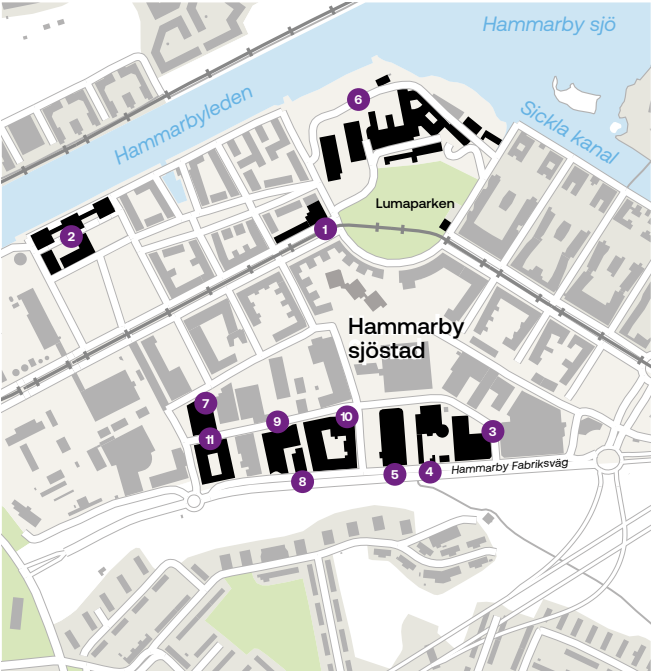 Hammarby sjö
6
Hammarbyleden
Sickla kanal
Lumaparken
1
2
Hammarby
sjöstad
7
10
9
3
11
Hammarby Fabriksväg
4
5
8